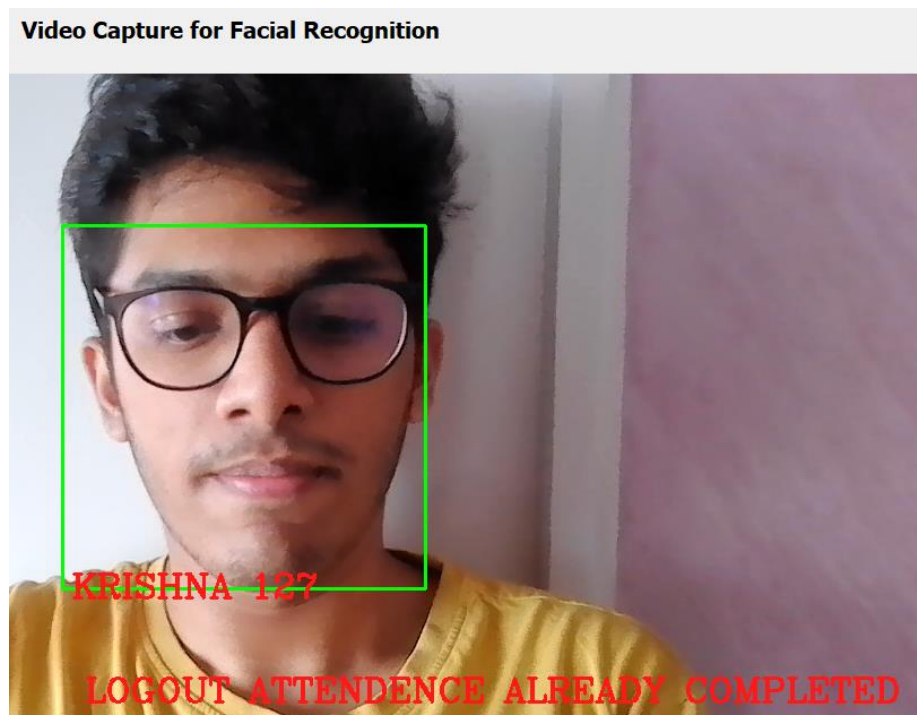 Video Capture for Facial Recognition
KRISHNA 127
LOGOUT ATTENDENCE ALREADY COMPLETED